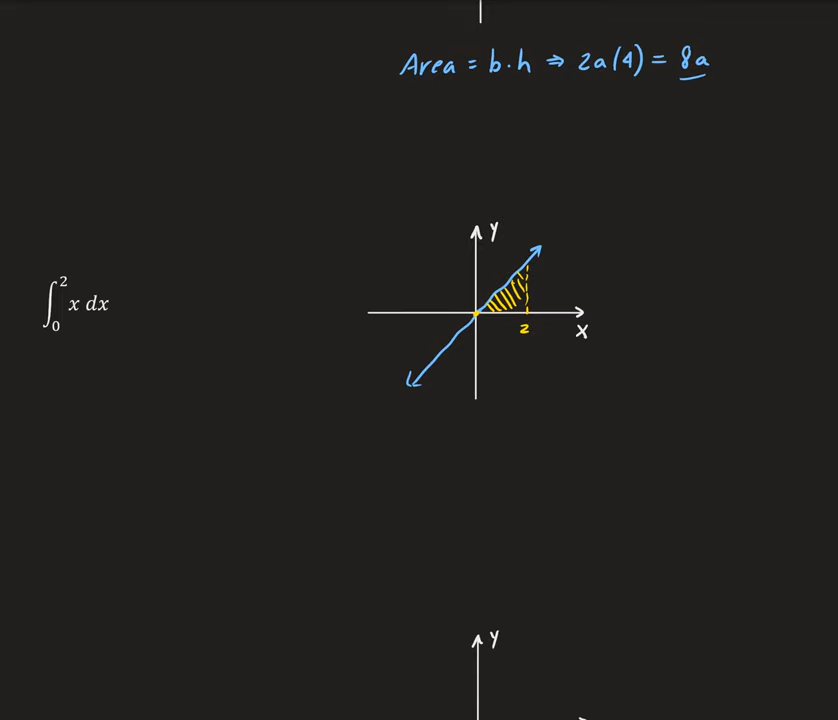 Area = b·h ⇒ 2a(4) = 8a
y
∫₀² x dx
2
x
y